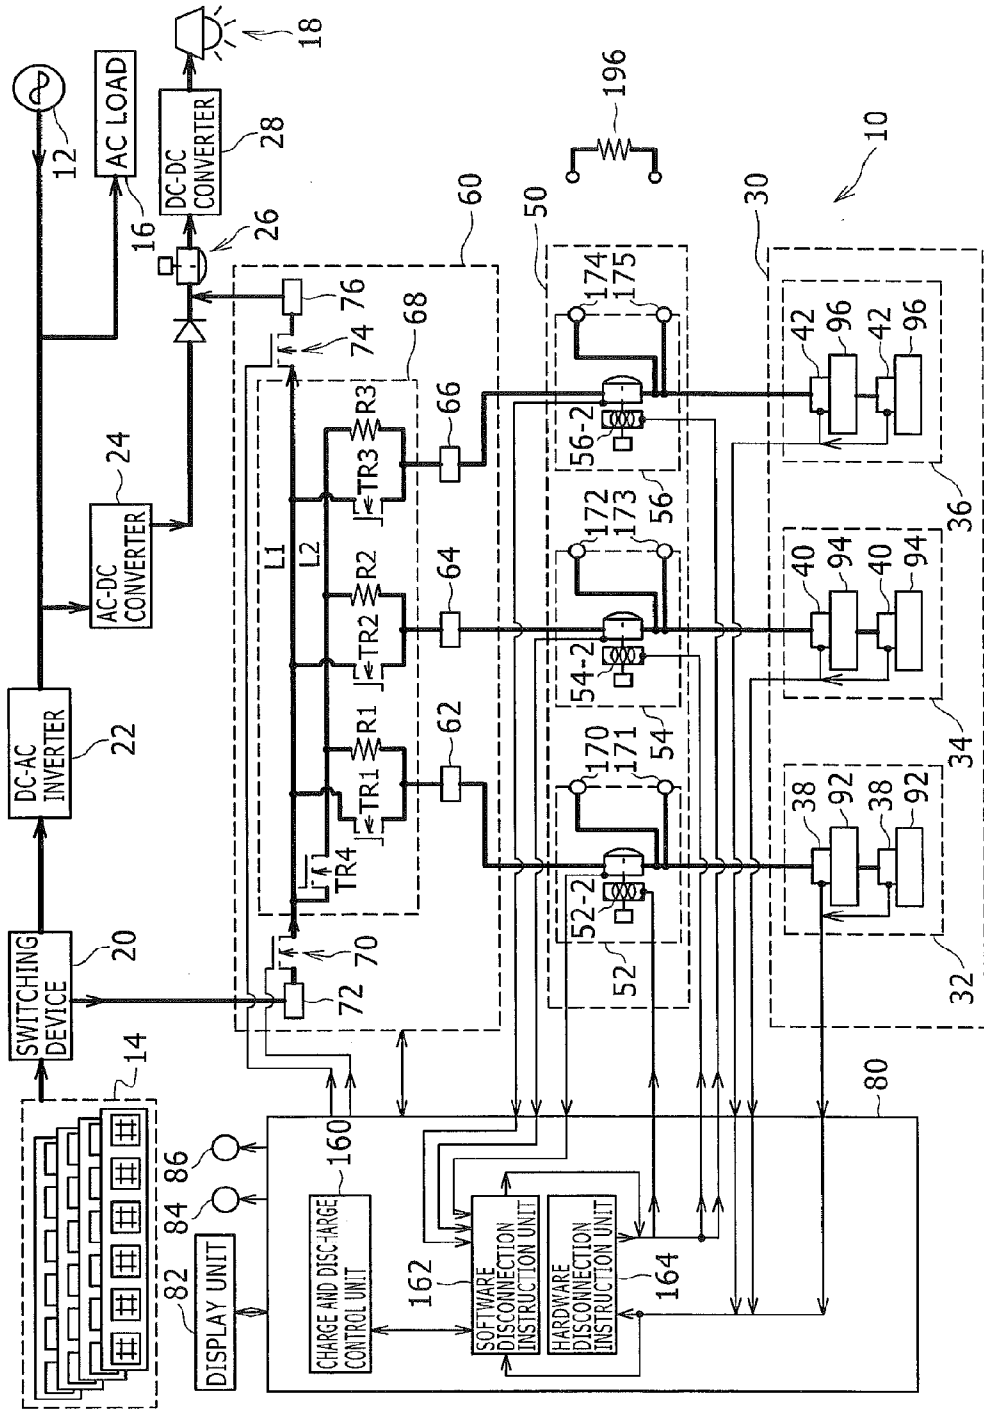 14
SWITCHING
DEVICE
20
DC-AC
INVERTER
22
AC-DC
CONVERTER
24
12
AC LOAD
16
DC-DC
CONVERTER
28
18
26
DISPLAY UNIT
82
84
86
72
70
TR4
L1
L2
TR1
R1
TR2
R2
TR3
R3
68
74
76
60
62
64
66
CHARGE AND DISCHARGE
CONTROL UNIT
160
162
SOFTWARE
DISCONNECTION
INSTRUCTION UNIT
HARDWARE
DISCONNECTION
INSTRUCTION UNIT
164
80
50
52
52-2
170
171
54
54-2
172
173
56
56-2
174
175
196
30
32
38
92
38
92
34
40
94
40
94
36
42
96
42
96
10